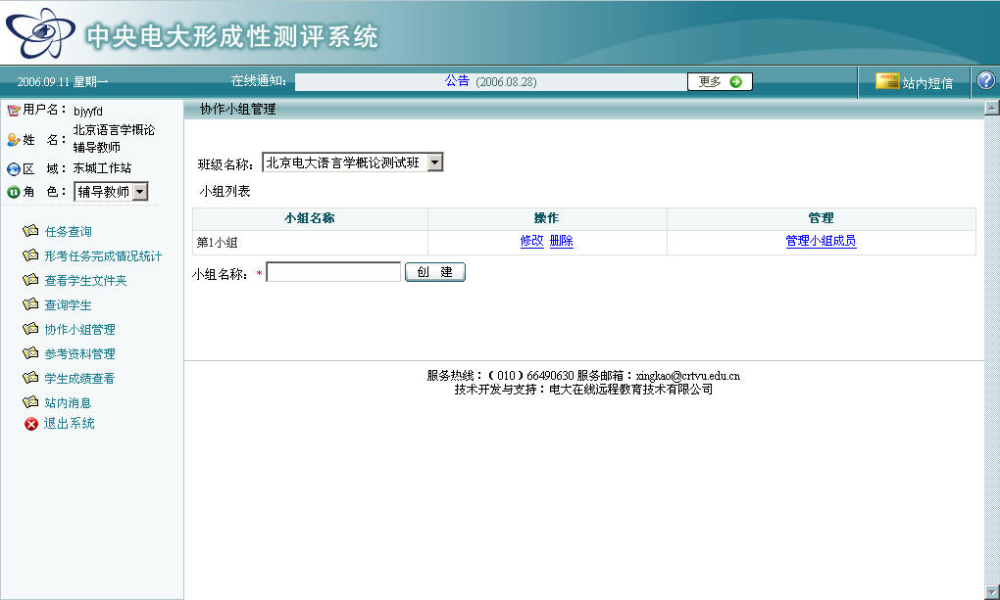 中央电大形成性测评系统
2006.09.11 星期一
在线通知：
公告 (2006.08.28)
更多
站内短信
用户名： bjyyfd
姓 名： 北京语言学概论
辅导教师
区 域： 东城工作站
角 色： 辅导教师
任务查询
形考任务完成情况统计
查看学生文件夹
查询学生
协作小组管理
参考资料管理
学生成绩查看
站内消息
退出系统
协作小组管理
班级名称： 北京电大语言学概论测试班
小组列表
小组名称 操作 管理
第1小组 修改 删除 管理小组成员
小组名称： * 创 建
服务热线：（010）66490630 服务邮箱：xingkao@crtvu.edu.cn
技术开发与支持：电大在线远程教育技术有限公司